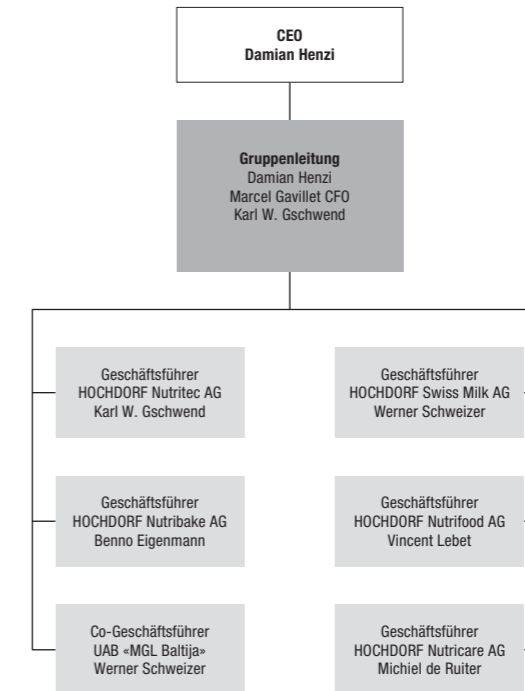 CEO
Damian Henzi
Gruppenleitung
Damian Henzi
Marcel Gavillet CFO
Karl W. Gschwend
Geschäftsführer
HOCHDORF Nutritec AG
Karl W. Gschwend
Geschäftsführer
HOCHDORF Swiss Milk AG
Werner Schweizer
Geschäftsführer
HOCHDORF Nutribake AG
Benno Eigenmann
Geschäftsführer
HOCHDORF Nutrifood AG
Vincent Lebet
Co-Geschäftsführer
UAB «MGL Baltija»
Werner Schweizer
Geschäftsführer
HOCHDORF Nutricare AG
Michiel de Ruiter